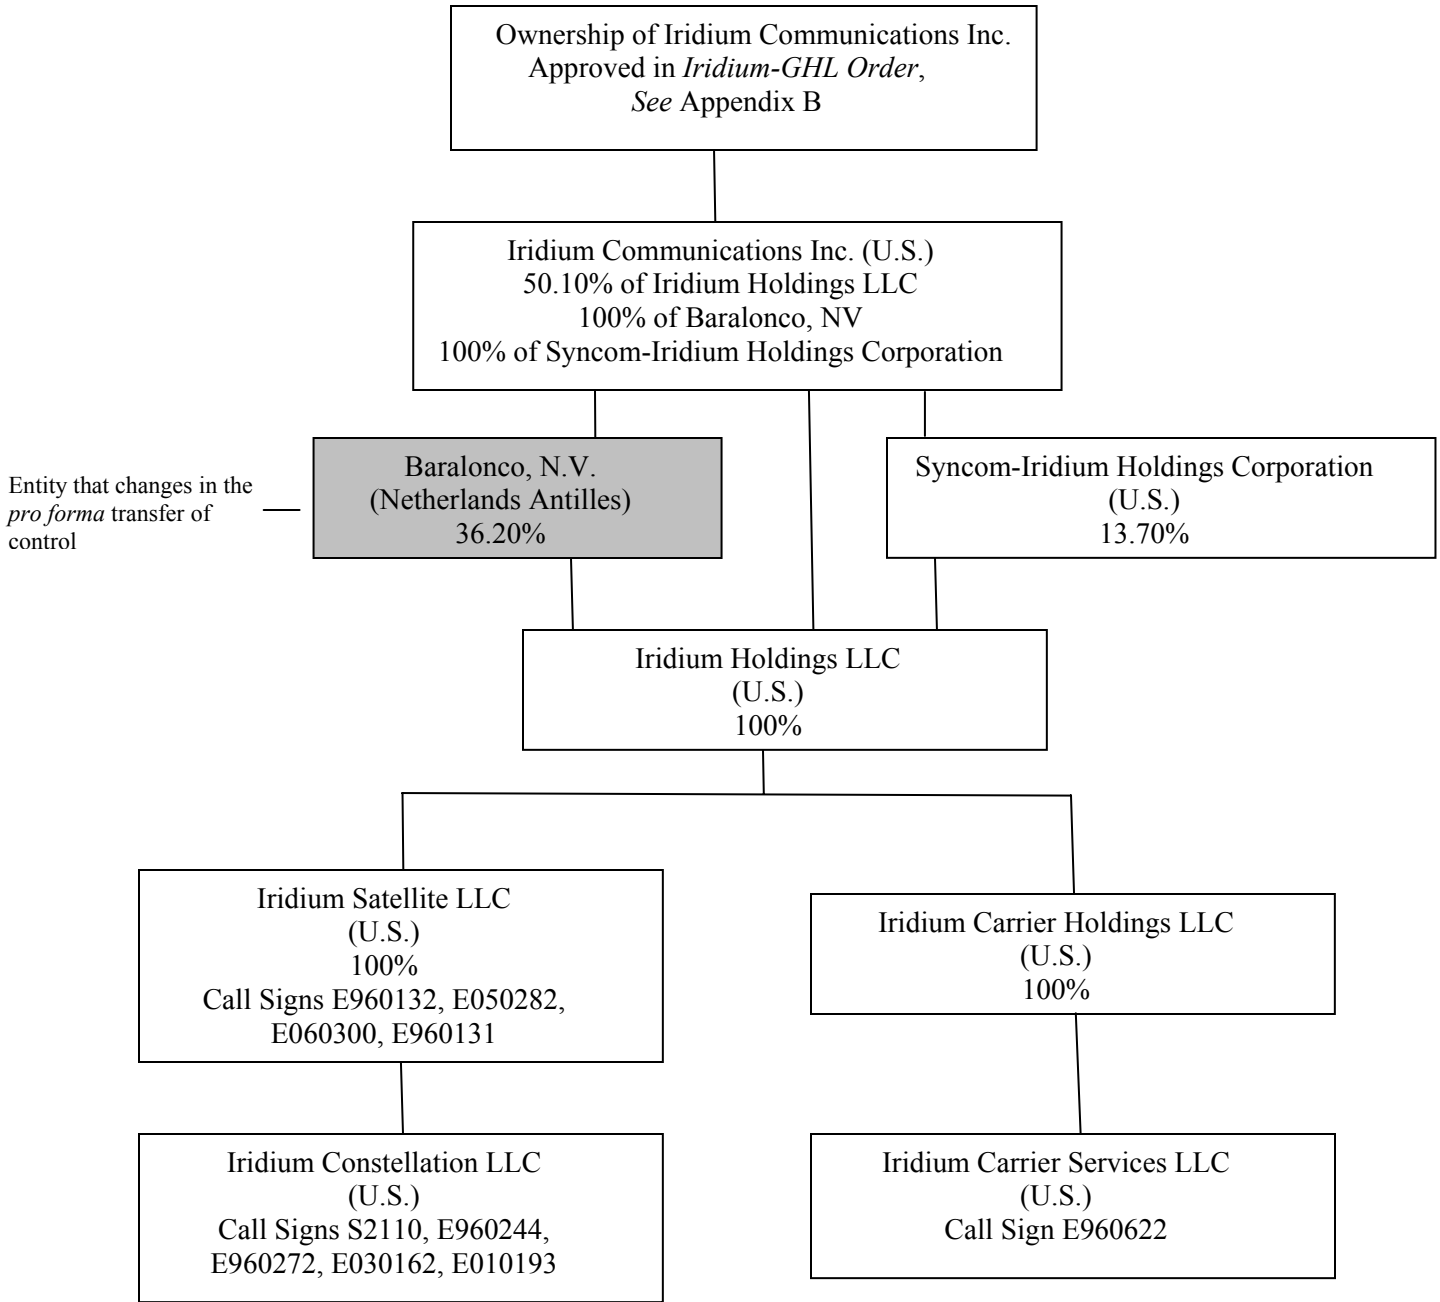 Ownership of Iridium Communications Inc.
Approved in Iridium-GHL Order,
See Appendix B
Iridium Communications Inc. (U.S.)
50.10% of Iridium Holdings LLC
100% of Baralonco, NV
100% of Syncom-Iridium Holdings Corporation
Entity that changes in the
pro forma transfer of
control
Baralonco, N.V.
(Netherlands Antilles)
36.20%
Syncom-Iridium Holdings Corporation
(U.S.)
13.70%
Iridium Holdings LLC
(U.S.)
100%
Iridium Satellite LLC
(U.S.)
100%
Call Signs E960132, E050282,
E060300, E960131
Iridium Carrier Holdings LLC
(U.S.)
100%
Iridium Constellation LLC
(U.S.)
Call Signs S2110, E960244,
E960272, E030162, E010193
Iridium Carrier Services LLC
(U.S.)
Call Sign E960622